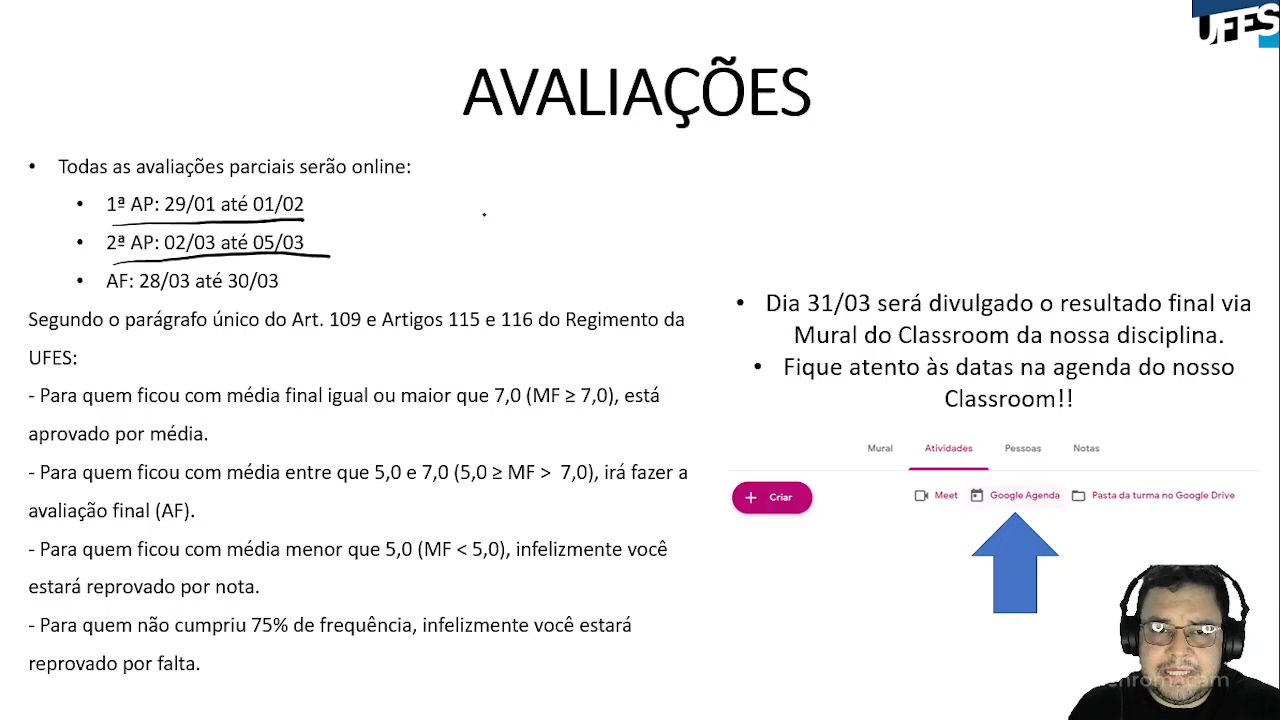 UFES
AVALIAÇÕES
• Todas as avaliações parciais serão online:
• 1ª AP: 29/01 até 01/02
• 2ª AP: 02/03 até 05/03
• AF: 28/03 até 30/03
Segundo o parágrafo único do Art. 109 e Artigos 115 e 116 do Regimento da
UFES:
- Para quem ficou com média final igual ou maior que 7,0 (MF ≥ 7,0), está
aprovado por média.
- Para quem ficou com média entre que 5,0 e 7,0 (5,0 ≥ MF > 7,0), irá fazer a
avaliação final (AF).
- Para quem ficou com média menor que 5,0 (MF < 5,0), infelizmente você
estará reprovado por nota.
- Para quem não cumpriu 75% de frequência, infelizmente você estará
reprovado por falta.
• Dia 31/03 será divulgado o resultado final via
Mural do Classroom da nossa disciplina.
• Fique atento às datas na agenda do nosso
Classroom!!
Mural Atividades Pessoas Notas
+ Criar Meet Google Agenda Pasta da turma no Google Drive